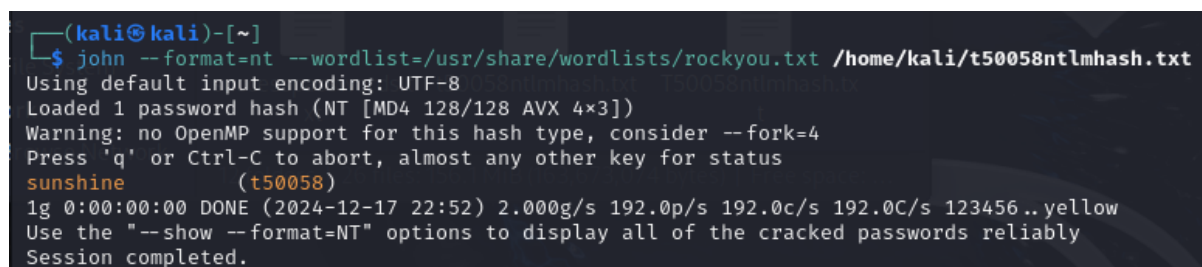 ┌──(kali㉿kali)-[~]
└─$ john --format=nt --wordlist=/usr/share/wordlists/rockyou.txt /home/kali/t50058ntlmhash.txt
Using default input encoding: UTF-8
Loaded 1 password hash (NT [MD4 128/128 AVX 4×3])
Warning: no OpenMP support for this hash type, consider --fork=4
Press 'q' or Ctrl-C to abort, almost any other key for status
sunshine         (t50058)
1g 0:00:00:00 DONE (2024-12-17 22:52) 2.000g/s 192.0p/s 192.0c/s 192.0C/s 123456..yellow
Use the "--show --format=NT" options to display all of the cracked passwords reliably
Session completed.